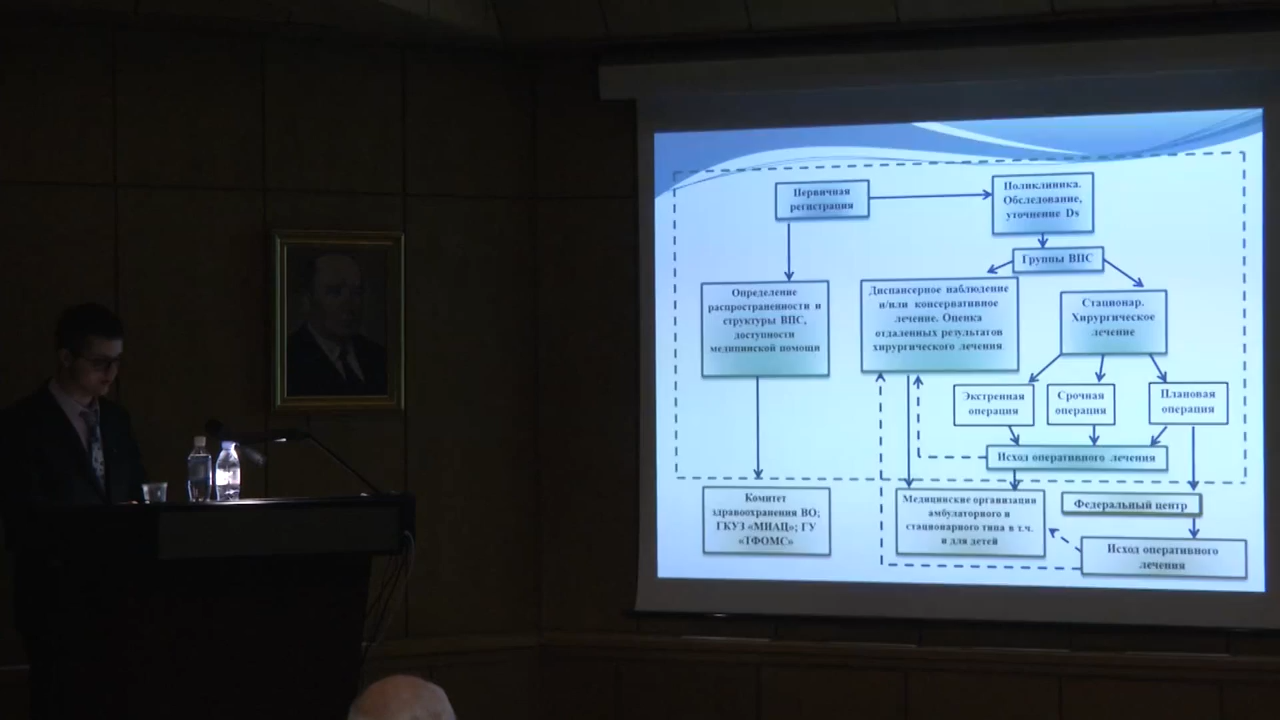 Первичная
регистрация
Поликлиника.
Обследование,
уточнение Ds
Группы ВПС
Определение
распространенности и
структуры ВПС,
доступности
медицинской помощи
Диспансерное наблюдение
и/или консервативное
лечение. Оценка
отдаленных результатов
хирургического лечения.
Стационар.
Хирургическое
лечение
Экстренная
операция
Срочная
операция
Плановая
операция
Исход оперативного лечения
Комитет
здравоохранения ВО;
ГКУЗ «МИАЦ»; ГУ
«ТФОМС»
Медицинские организации
амбулаторного и
стационарного типа в т.ч.
и для детей
Федеральный центр
Исход оперативного
лечения